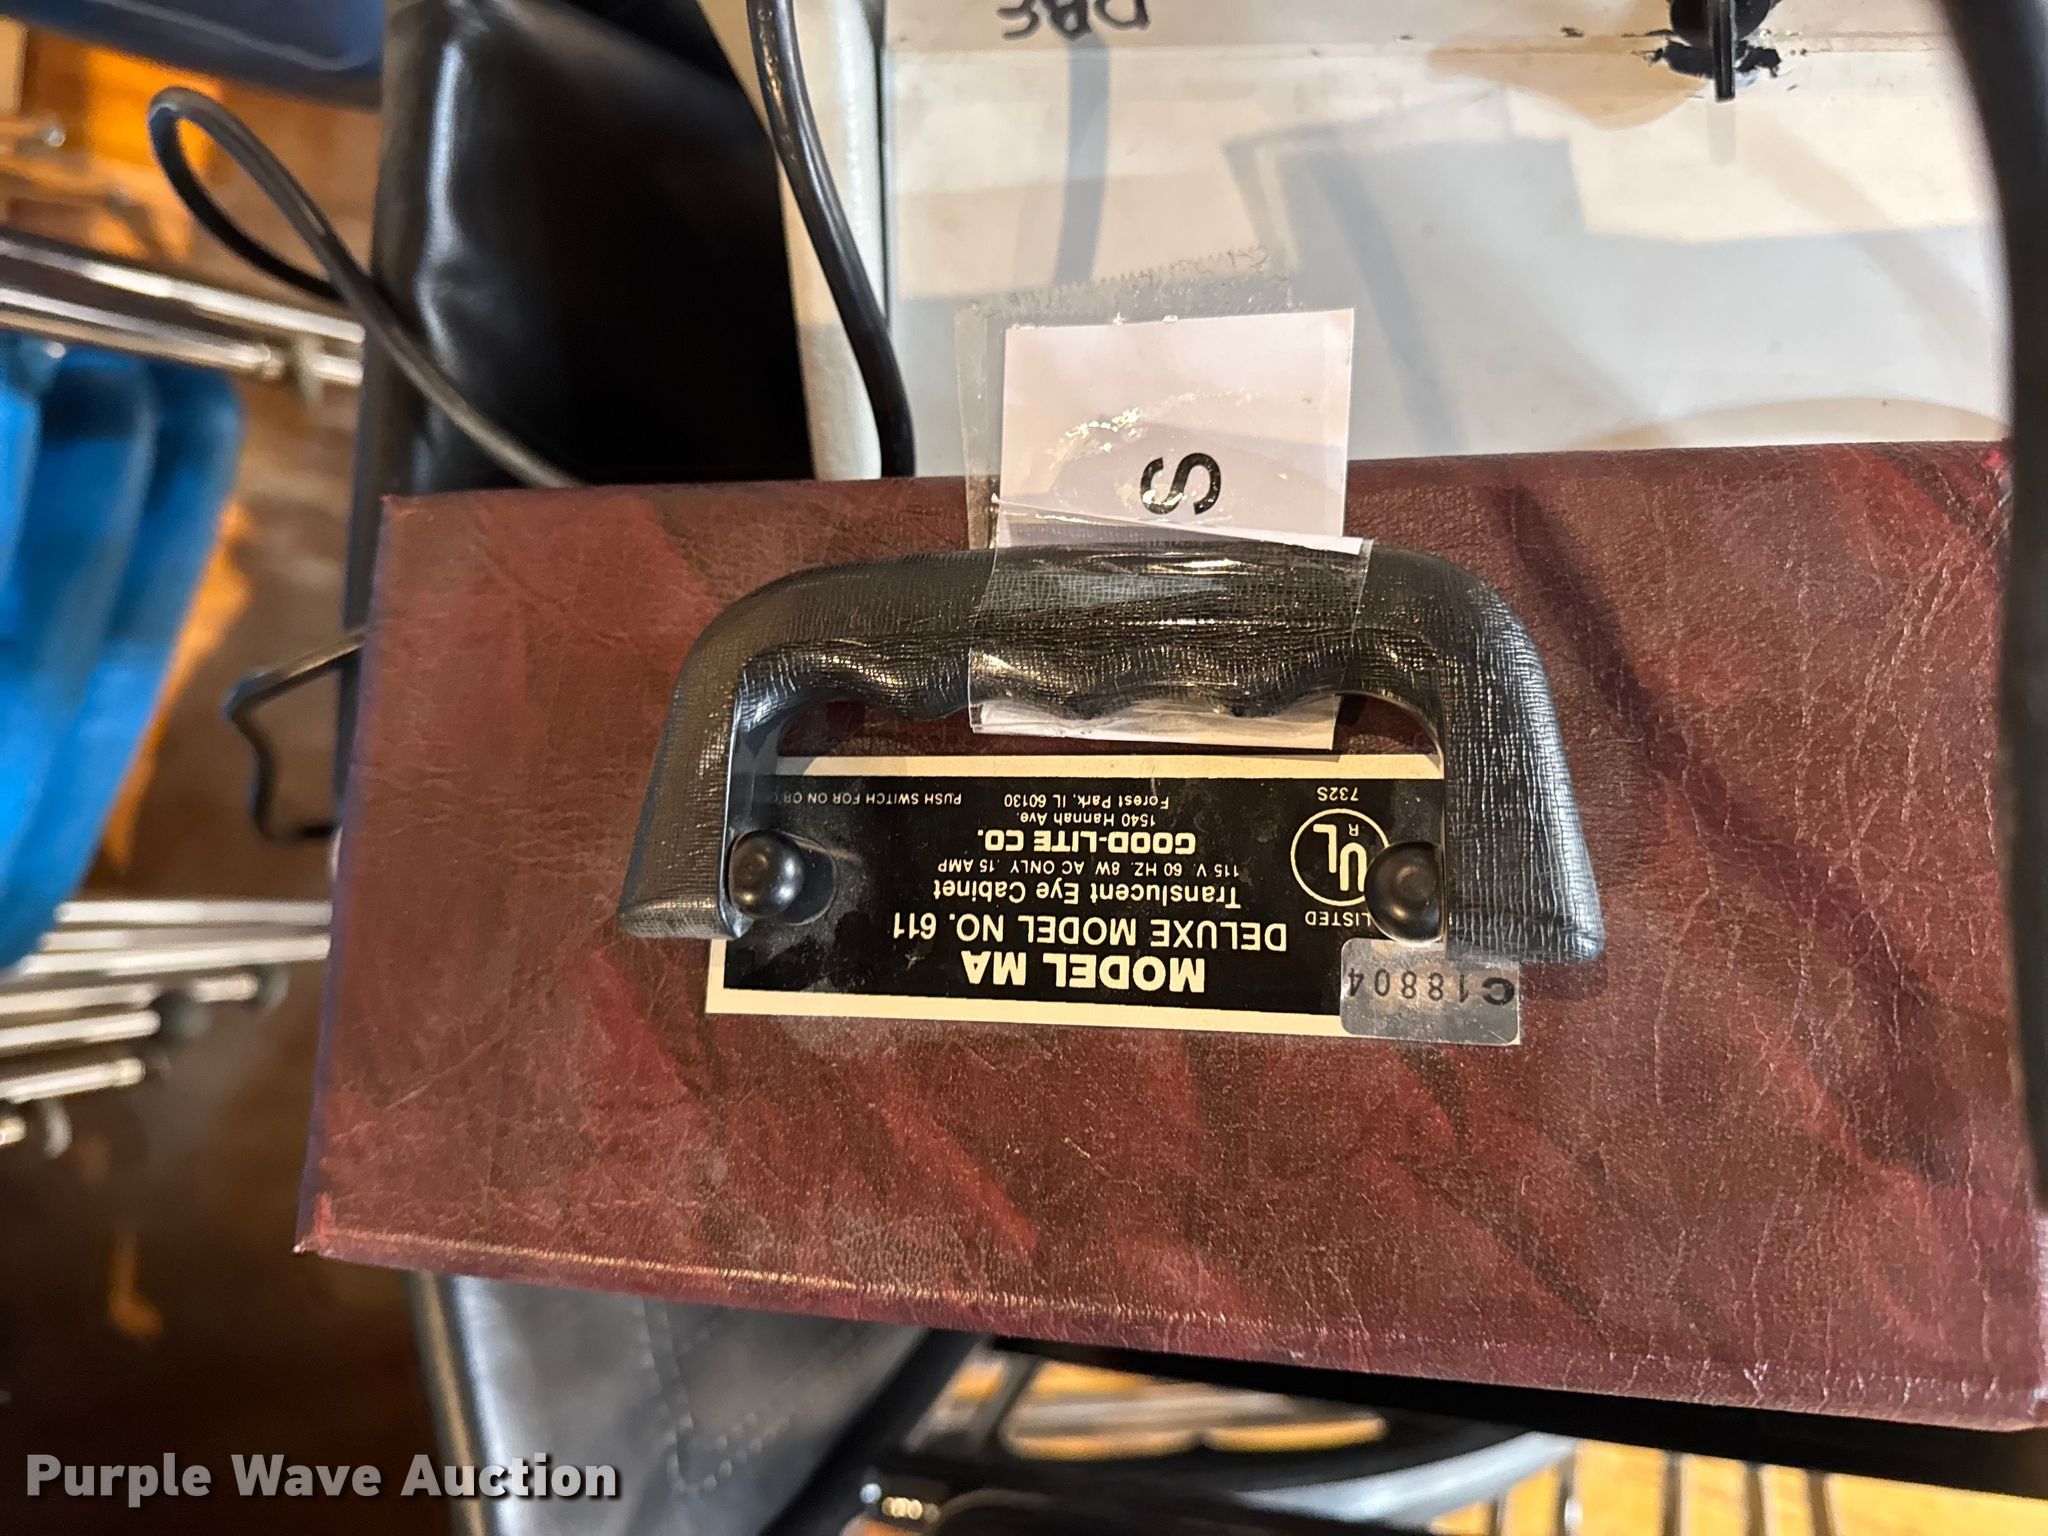 S
C18804
MODEL MA
DELUXE MODEL NO. 611
Translucent Eye Cabinet
115 V. 60 HZ. 8W. AC ONLY .15 AMP
GOOD-LITE CO.
1540 Hannah Ave.
Forest Park, IL 60130
PUSH SWITCH FOR ON OR
LISTED
UL
R
732S
Purple Wave Auction